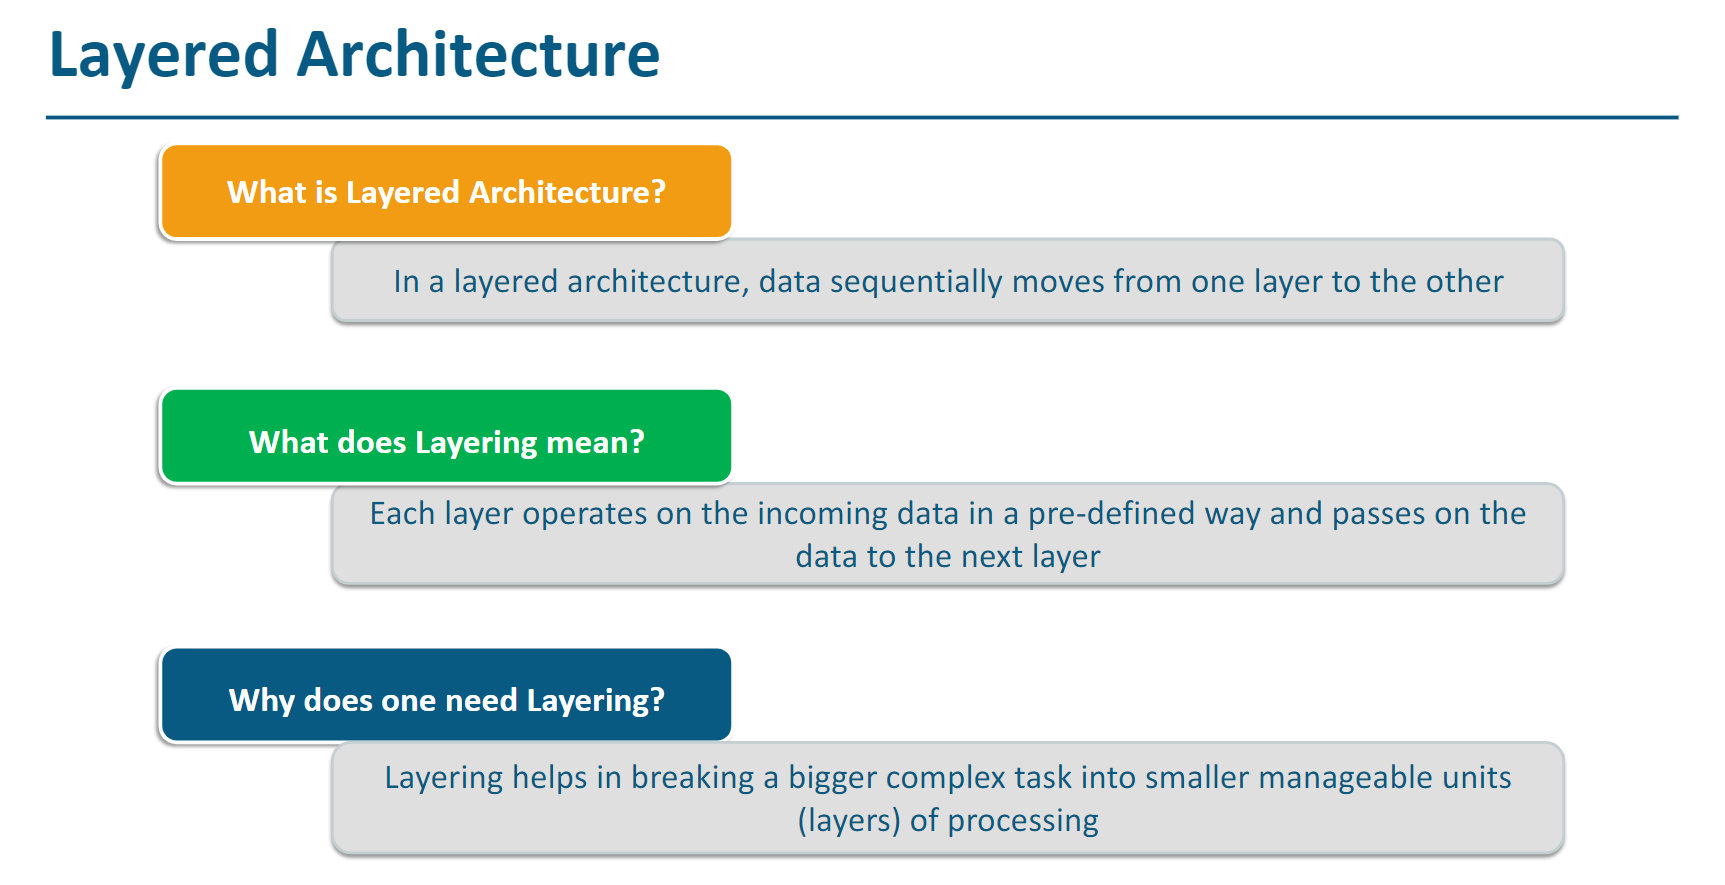 Layered Architecture
What is Layered Architecture?
In a layered architecture, data sequentially moves from one layer to the other
What does Layering mean?
Each layer operates on the incoming data in a pre-defined way and passes on the
data to the next layer
Why does one need Layering?
Layering helps in breaking a bigger complex task into smaller manageable units
(layers) of processing